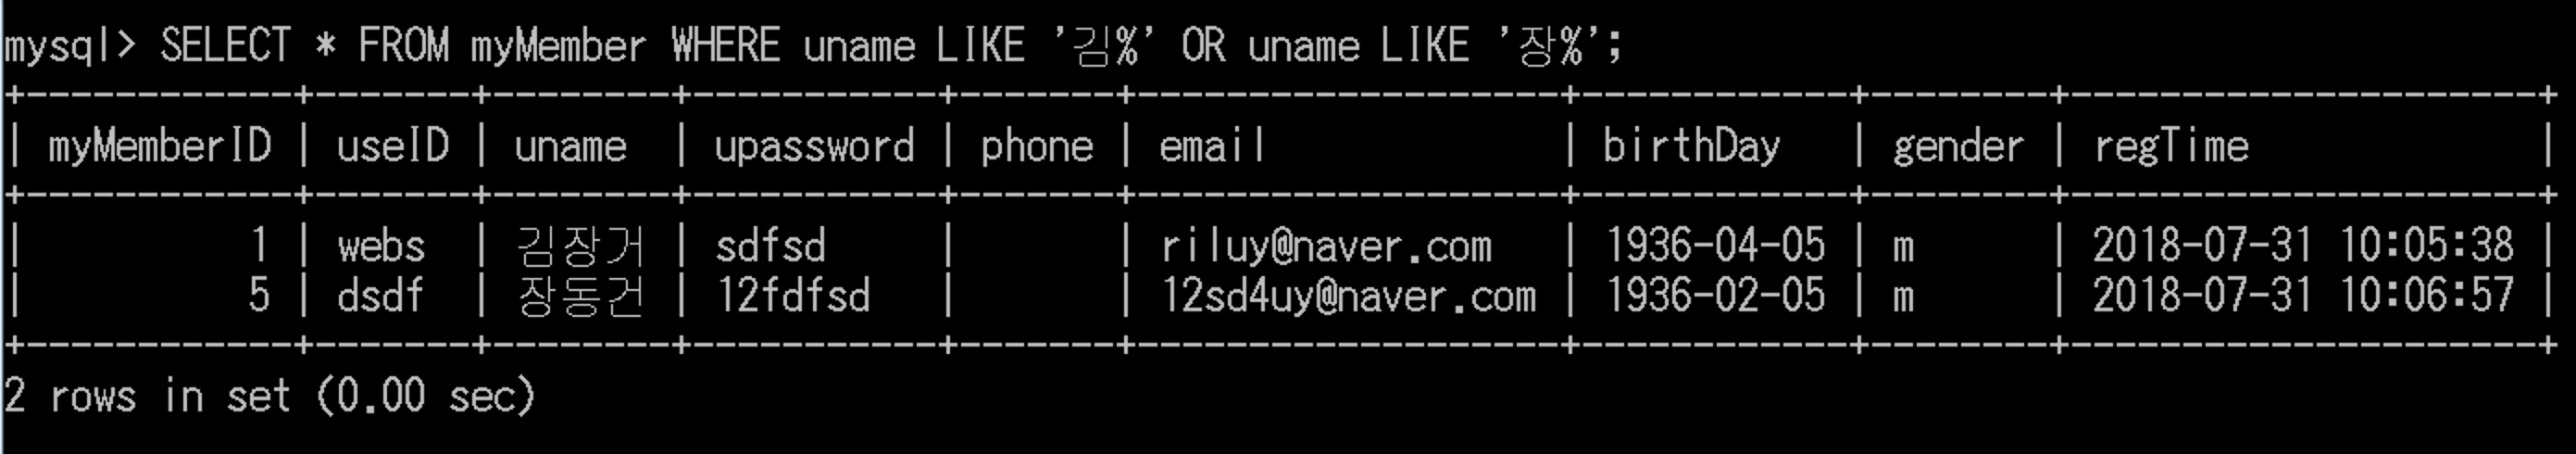 mysql> SELECT * FROM myMember WHERE uname LIKE '김%' OR uname LIKE '장%';
+------------+-------+--------+-----------+-------+------------------+------------+--------+---------------------+
| myMemberID | useID | uname  | upassword | phone | email            | birthDay   | gender | regTime             |
+------------+-------+--------+-----------+-------+------------------+------------+--------+---------------------+
|          1 | webs  | 김장거 | sdfsd     |       | riluy@naver.com  | 1936-04-05 | m      | 2018-07-31 10:05:38 |
|          5 | dsdf  | 장동건 | 12fdfsd   |       | 12sd4uy@naver.com | 1936-02-05 | m      | 2018-07-31 10:06:57 |
+------------+-------+--------+-----------+-------+------------------+------------+--------+---------------------+
2 rows in set (0.00 sec)